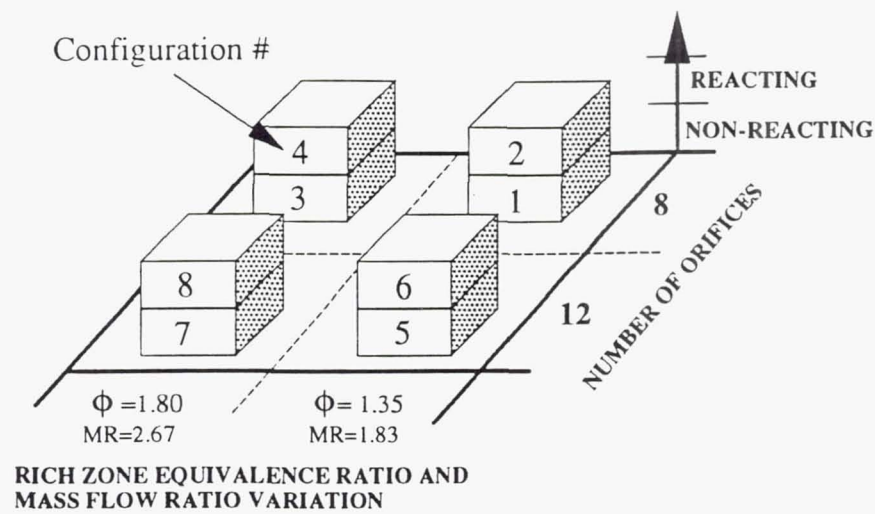 Configuration #
REACTING
NON-REACTING
4
2
3
1
8
8
6
7
5
12
NUMBER OF ORIFICES
Φ =1.80
Φ= 1.35
MR=2.67
MR=1.83
RICH ZONE EQUIVALENCE RATIO AND
MASS FLOW RATIO VARIATION